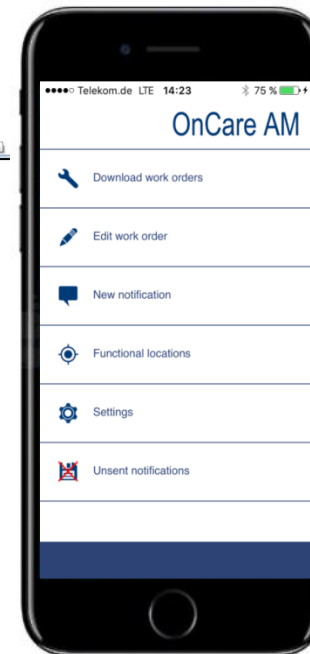 ●●●●○ Telekom.de LTE 14:23 75 %
OnCare AM
Download work orders
Edit work order
New notification
Functional locations
Settings
Unsent notifications